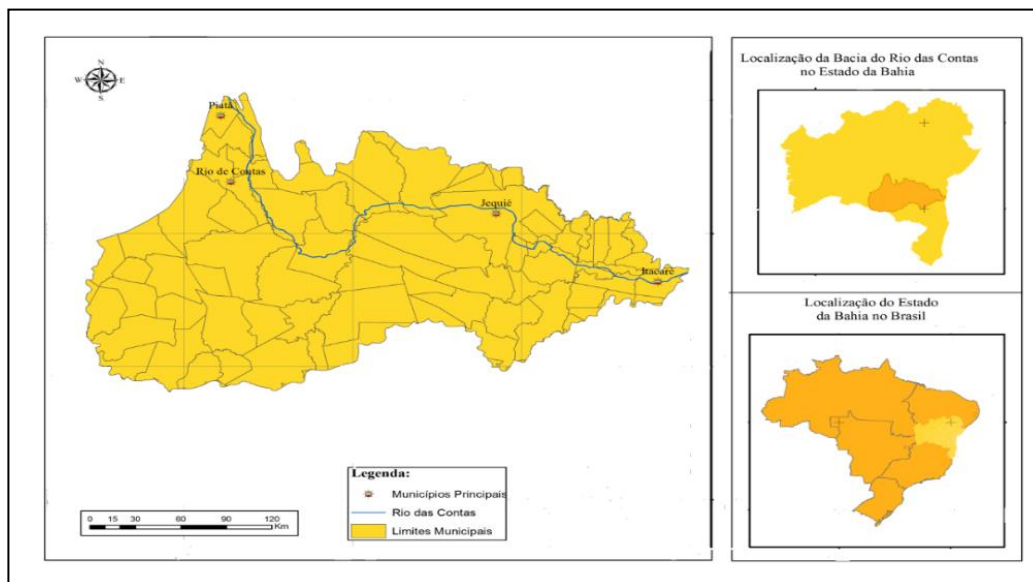 N
W
E
S
Piatã
Rio de Contas
Jequié
Itacaré
Legenda:
Municípios Principais
Rio das Contas
Limites Municipais
0 15 30 60 90 120
Km
Localização da Bacia do Rio das Contas
no Estado da Bahia
Localização do Estado
da Bahia no Brasil